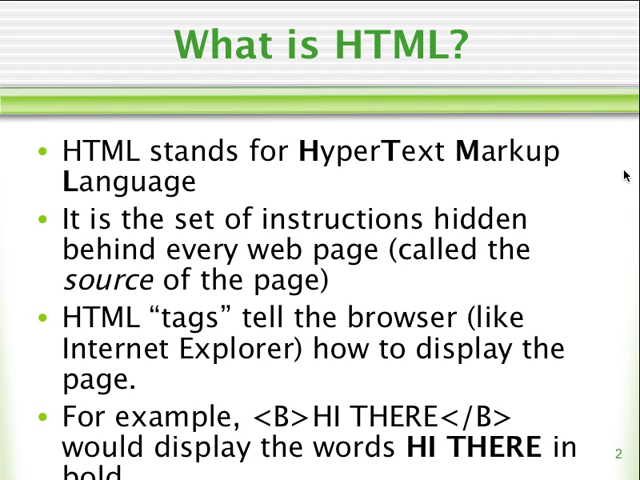 What is HTML?
• HTML stands for HyperText Markup
Language
• It is the set of instructions hidden
behind every web page (called the
source of the page)
• HTML “tags” tell the browser (like
Internet Explorer) how to display the
page.
• For example, <B>HI THERE</B>
would display the words HI THERE in
bold
2